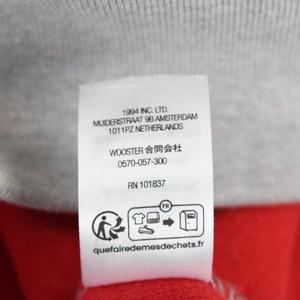 1994 INC. LTD.
MUIDERSTRAAT 9B AMSTERDAM
1011PZ NETHERLANDS
WOOSTER 合同会社
0570-057-300
RN 101837
FR
quefairedemesdechets.fr